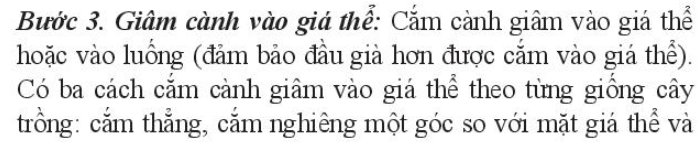 Bước 3. Giâm cành vào giá thể: Cắm cành giâm vào giá thể
hoặc vào luống (đảm bảo đầu già hơn được cắm vào giá thể).
Có ba cách cắm cành giâm vào giá thể theo từng giống cây
trồng: cắm thẳng, cắm nghiêng một góc so với mặt giá thể và